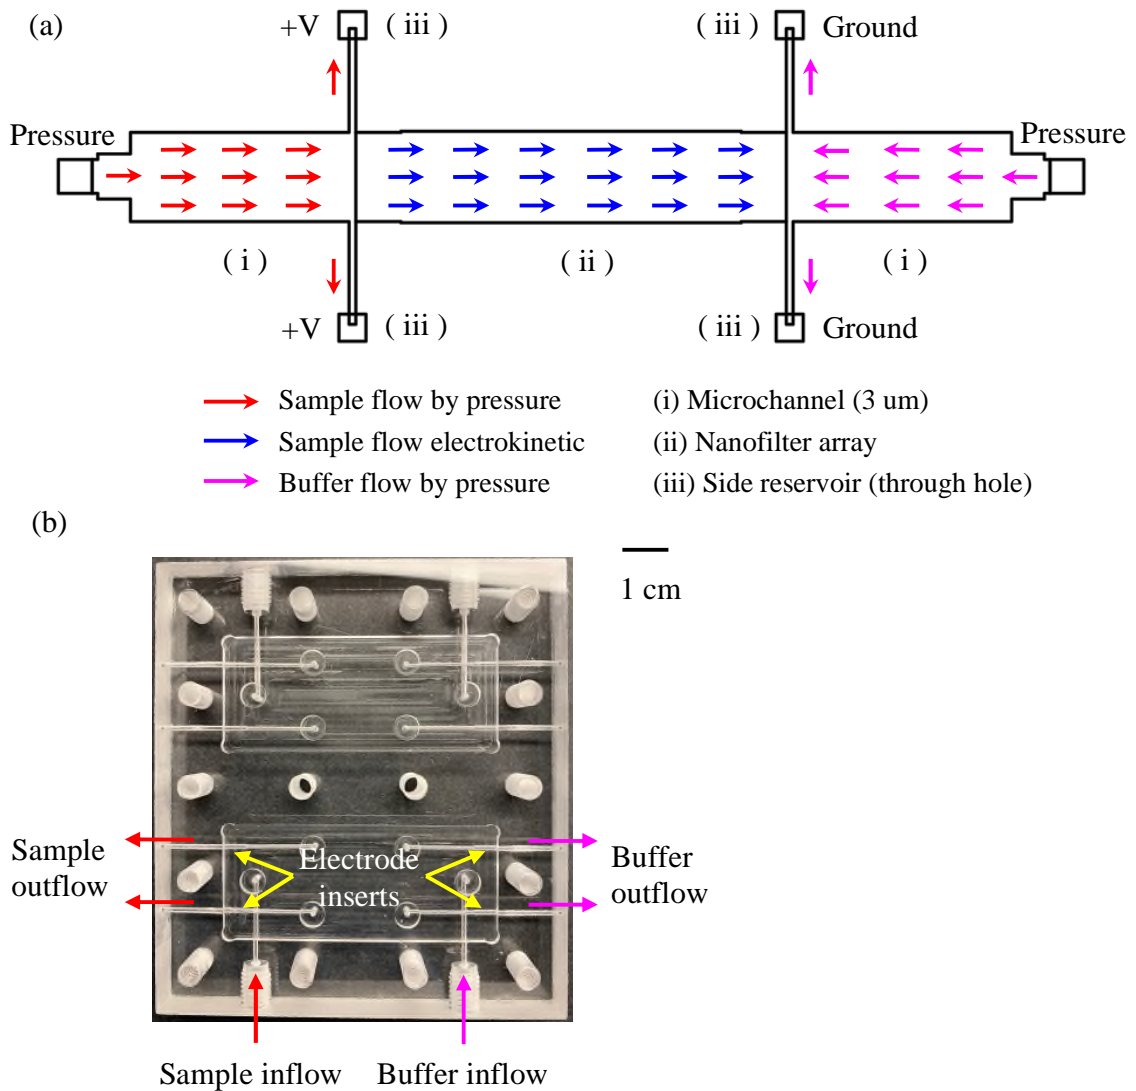 (a)
+V ( iii )
( iii ) Ground
Pressure
Pressure
( i )
( ii )
( i )
+V ( iii )
( iii ) Ground
Sample flow by pressure
Sample flow electrokinetic
Buffer flow by pressure
(i) Microchannel (3 um)
(ii) Nanofilter array
(iii) Side reservoir (through hole)
(b)
1 cm
Sample
outflow
Electrode
inserts
Buffer
outflow
Sample inflow
Buffer inflow